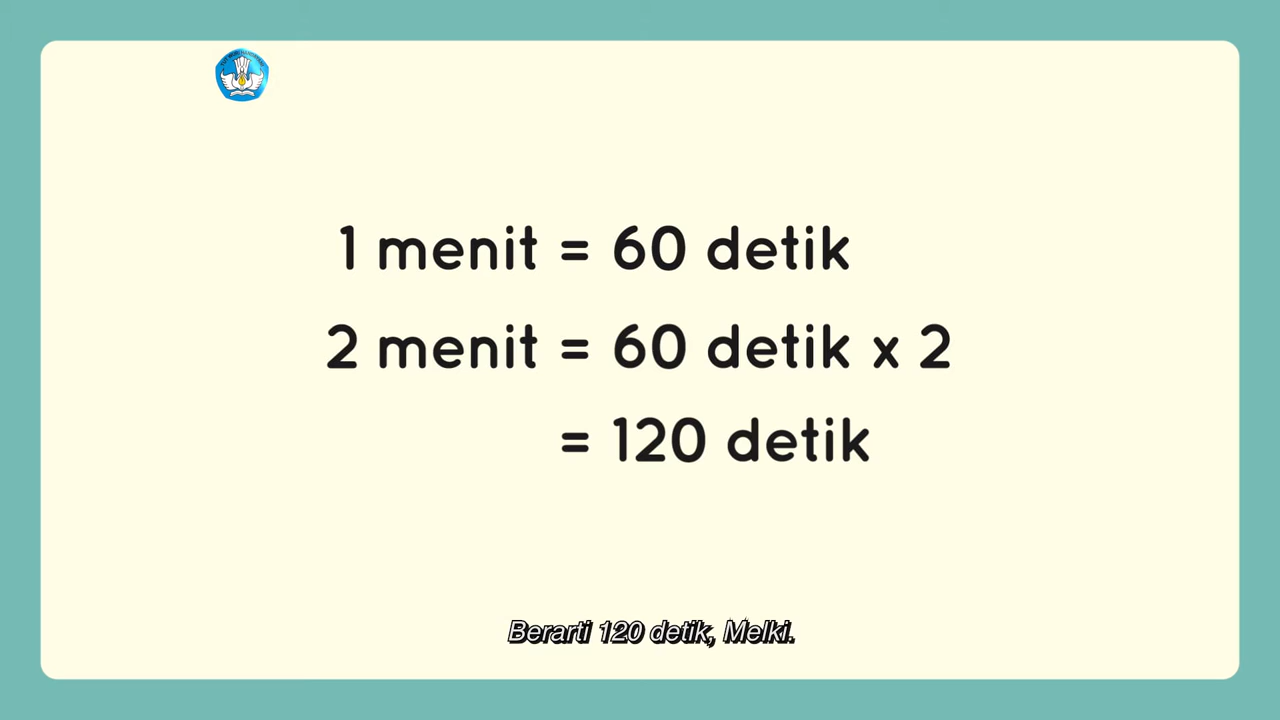 1 menit = 60 detik
2 menit = 60 detik x 2
= 120 detik
Berarti 120 detik, Melki.